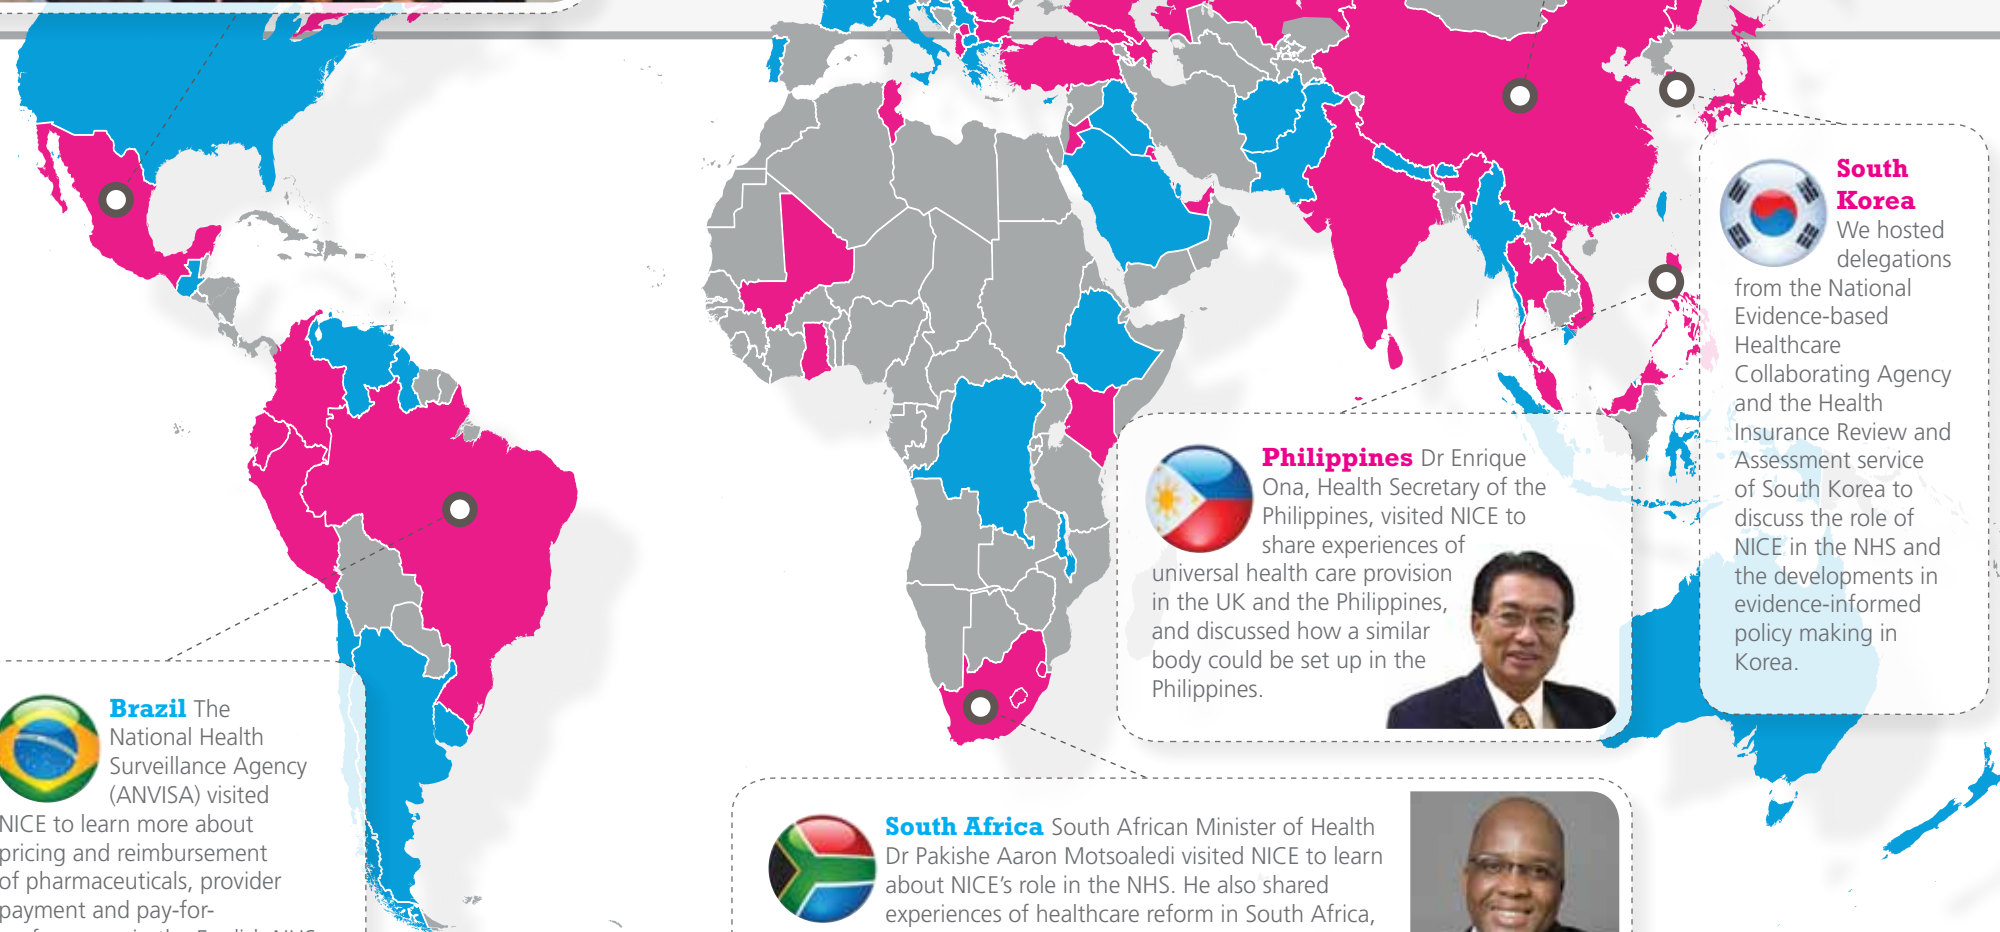 South
Korea
We hosted
delegations
from the National
Evidence-based
Healthcare
Collaborating Agency
and the Health
Insurance Review and
Assessment service
of South Korea to
discuss the role of
NICE in the NHS and
the developments in
evidence-informed
policy making in
Korea.
Philippines Dr Enrique
Ona, Health Secretary of the
Philippines, visited NICE to
share experiences of
universal health care provision
in the UK and the Philippines,
and discussed how a similar
body could be set up in the
Philippines.
Brazil The
National Health
Surveillance Agency
(ANVISA) visited
NICE to learn more about
pricing and reimbursement
of pharmaceuticals, provider
payment and pay-for-
South Africa South African Minister of Health
Dr Pakishe Aaron Motsoaledi visited NICE to learn
about NICE's role in the NHS. He also shared
experiences of healthcare reform in South Africa,